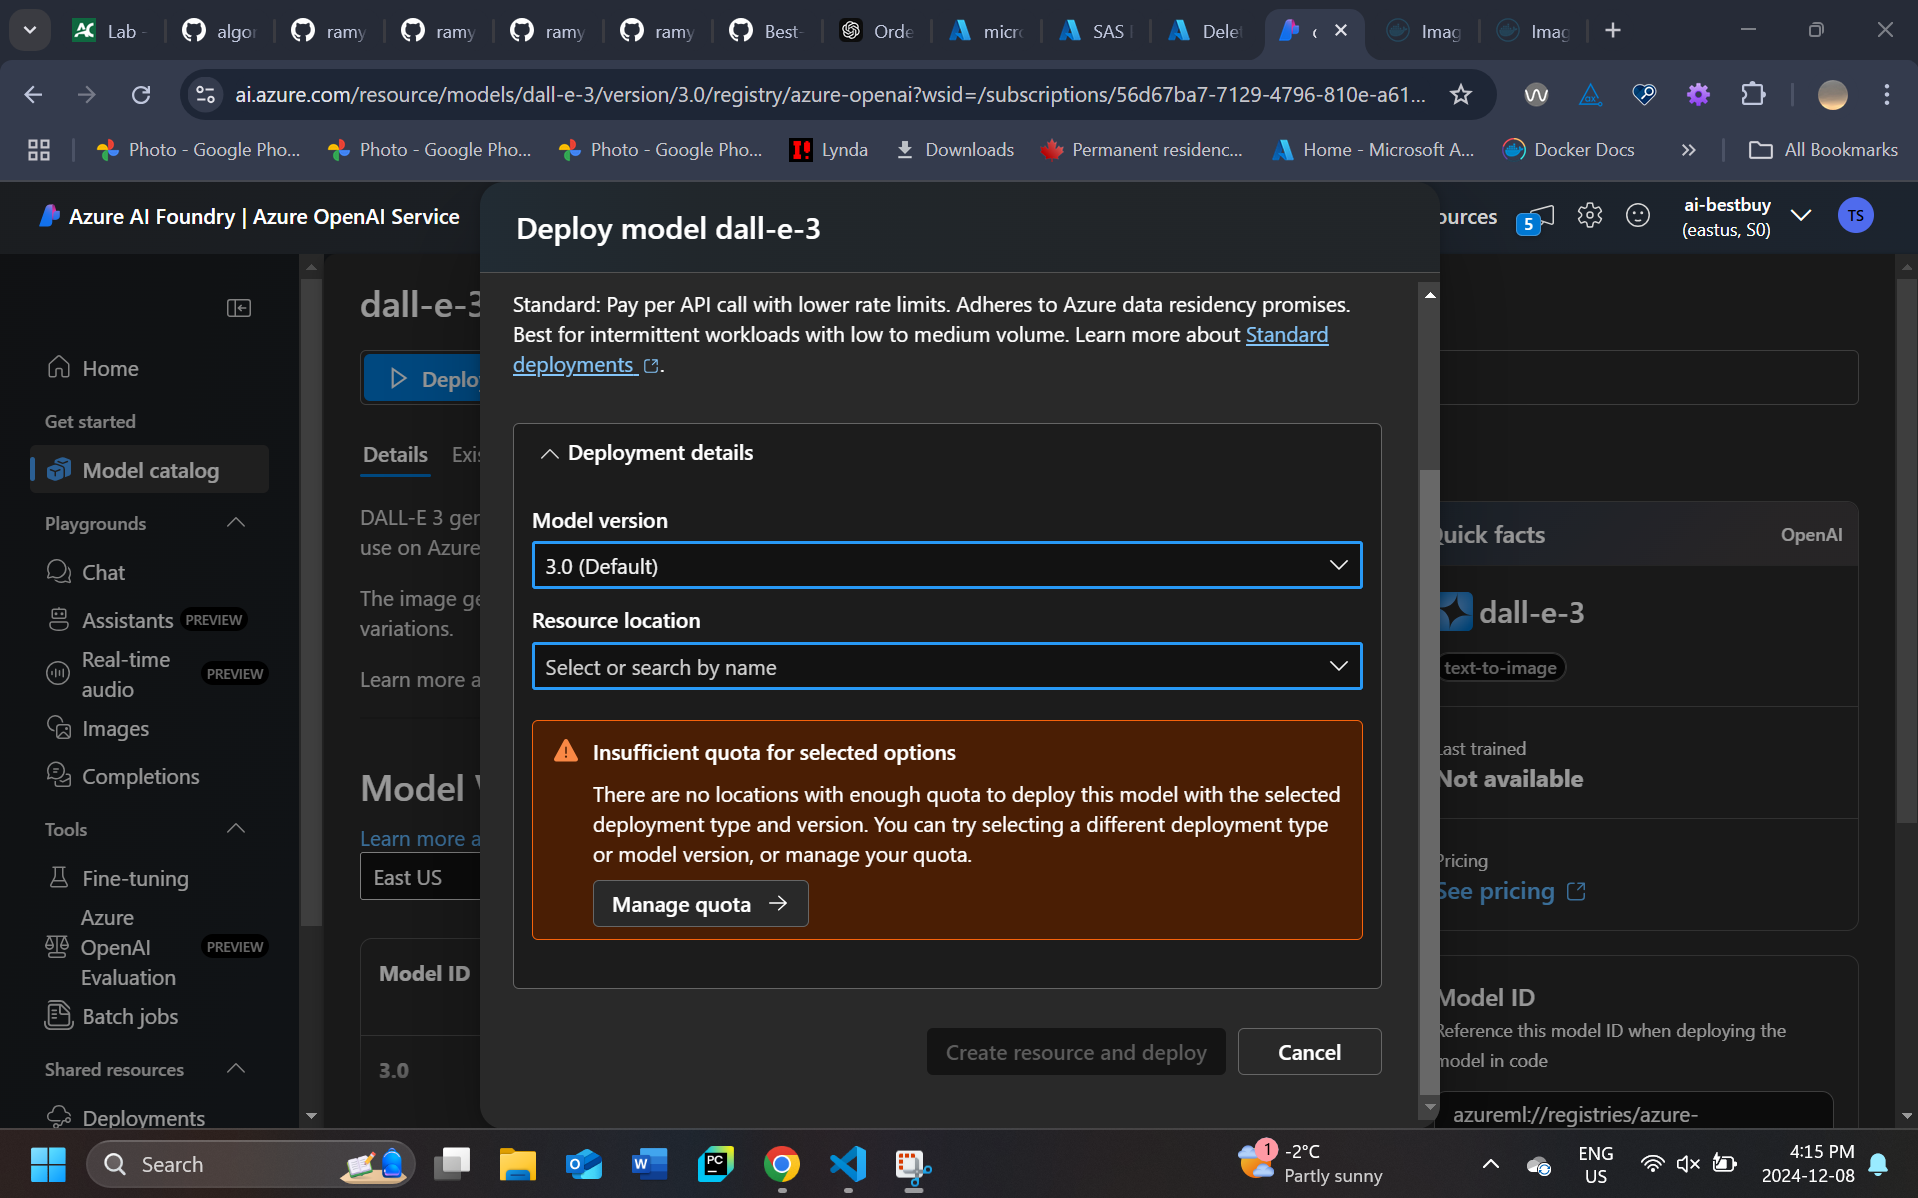 Lab
algor
ramy
ramy
ramy
ramy
Best-
Orde
micr
SAS
Delet
Imag
Imag
ai.azure.com/resource/models/dall-e-3/version/3.0/registry/azure-openai?wsid=/subscriptions/56d67ba7-7129-4796-810e-a61...
Photo - Google Pho...
Photo - Google Pho...
Photo - Google Pho...
Lynda
Downloads
Permanent residenc...
Home - Microsoft A...
Docker Docs
»
All Bookmarks
Azure AI Foundry | Azure OpenAI Service
ources
5
ai-bestbuy
(eastus, S0)
TS
Home
Get started
Model catalog
Playgrounds
Chat
Assistants PREVIEW
Real-time
audio
PREVIEW
Images
Completions
Tools
Fine-tuning
Azure
OpenAI
Evaluation
PREVIEW
Batch jobs
Shared resources
Deployments
dall-e-3
Deploy
Details Exis
DALL-E 3 gen
use on Azure
The image ge
variations.
Learn more a
Model
Learn more a
East US
Model ID
3.0
Deploy model dall-e-3
Standard: Pay per API call with lower rate limits. Adheres to Azure data residency promises.
Best for intermittent workloads with low to medium volume. Learn more about Standard
deployments .
Deployment details
Model version
3.0 (Default)
Resource location
Select or search by name
Insufficient quota for selected options
There are no locations with enough quota to deploy this model with the selected
deployment type and version. You can try selecting a different deployment type
or model version, or manage your quota.
Manage quota →
Create resource and deploy
Cancel
Quick facts
OpenAI
dall-e-3
text-to-image
Last trained
Not available
Pricing
See pricing
Model ID
Reference this model ID when deploying the
model in code
azureml://registries/azure-
Search
W
PC
1
-2°C
Partly sunny
ENG
US
4:15 PM
2024-12-08